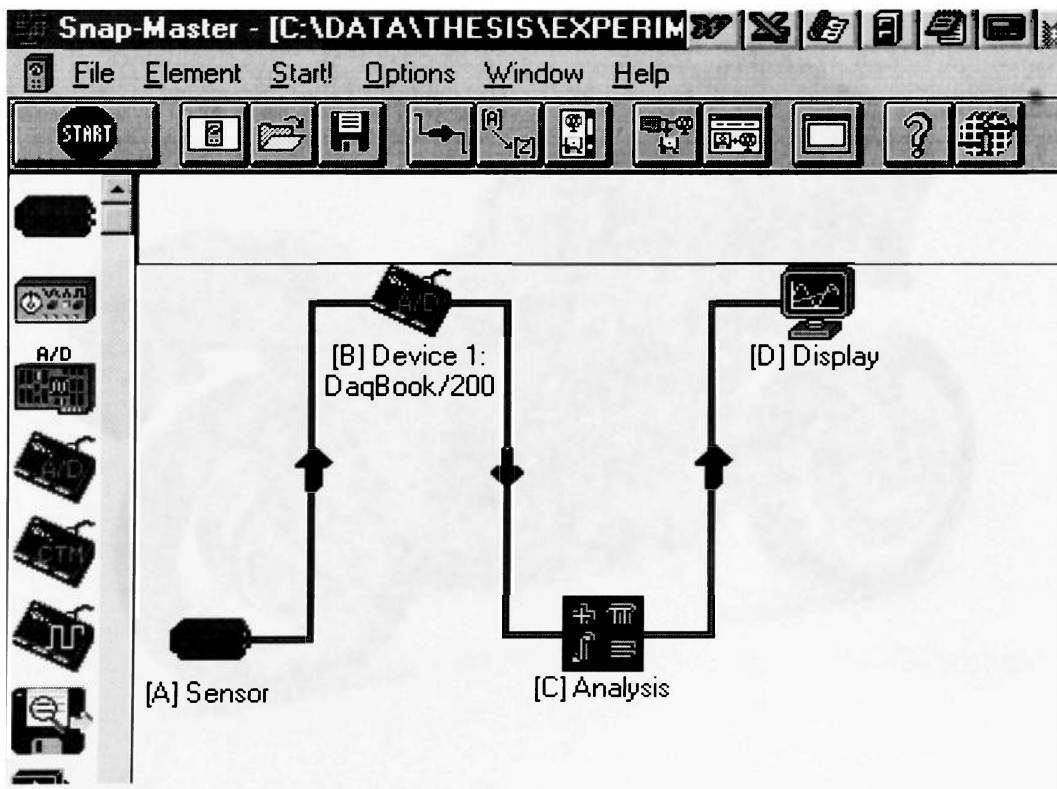 Snap-Master - [C:\DATA\THESIS\EXPERIM
File Element Start! Options Window Help
START
[A]
[Z]
A/D
A/D
CTM
A/D
[B] Device 1:
DaqBook/200
[D] Display
[A] Sensor
[C] Analysis